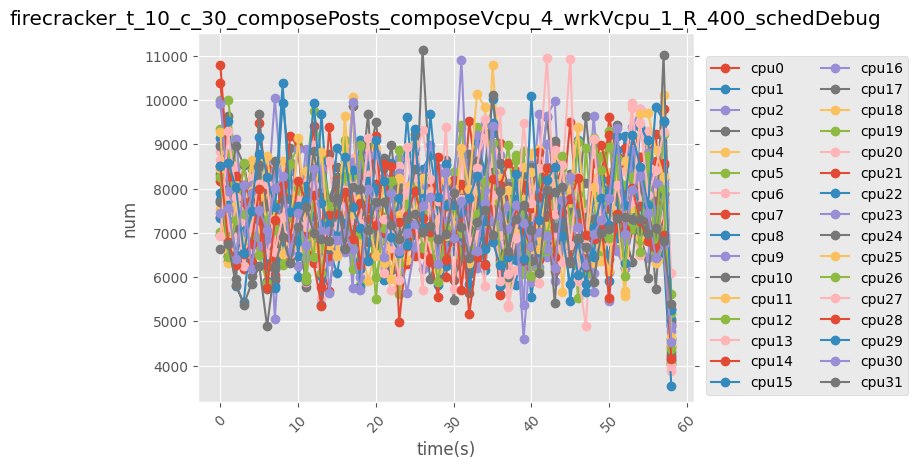 firecracker_t_10_c_30_composePosts_composeVcpu_4_wrkVcpu_1_R_400_schedDebug
num
11000
10000
9000
8000
7000
6000
5000
4000
0
10
20
30
40
50
60
time(s)
cpu0
cpu1
cpu2
cpu3
cpu4
cpu5
cpu6
cpu7
cpu8
cpu9
cpu10
cpu11
cpu12
cpu13
cpu14
cpu15
cpu16
cpu17
cpu18
cpu19
cpu20
cpu21
cpu22
cpu23
cpu24
cpu25
cpu26
cpu27
cpu28
cpu29
cpu30
cpu31